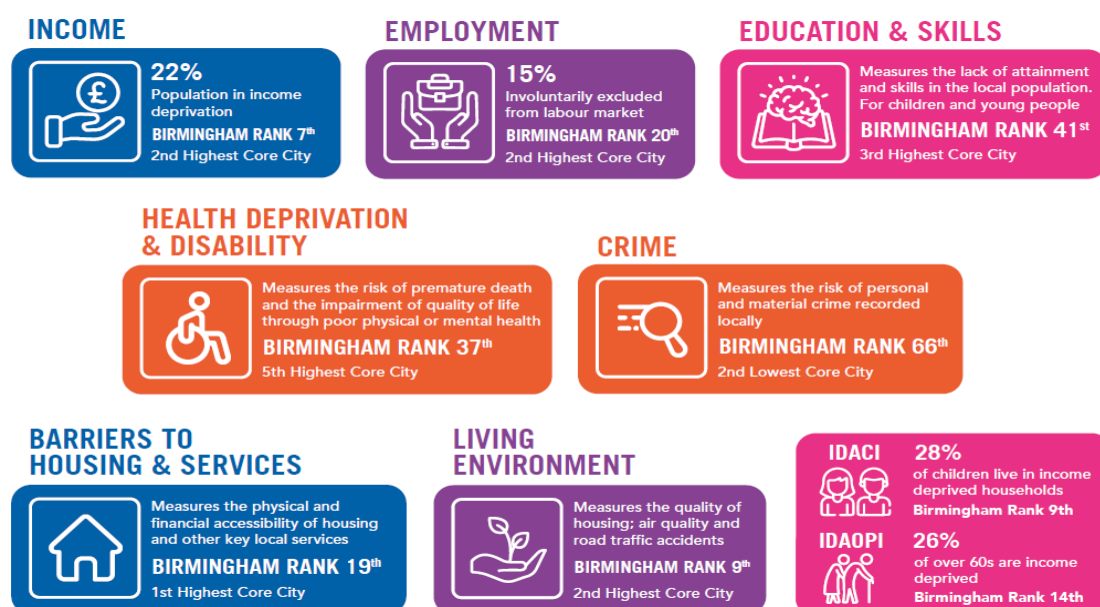 INCOME
22%
Population in income
deprivation
BIRMINGHAM RANK 7th
2nd Highest Core City
EMPLOYMENT
15%
Involuntarily excluded
from labour market
BIRMINGHAM RANK 20th
2nd Highest Core City
EDUCATION & SKILLS
Measures the lack of attainment
and skills in the local population.
For children and young people
BIRMINGHAM RANK 41st
3rd Highest Core City
HEALTH DEPRIVATION
& DISABILITY
Measures the risk of premature death
and the impairment of quality of life
through poor physical or mental health
BIRMINGHAM RANK 37th
5th Highest Core City
CRIME
Measures the risk of personal
and material crime recorded
locally
BIRMINGHAM RANK 66th
2nd Lowest Core City
BARRIERS TO
HOUSING & SERVICES
Measures the physical and
financial accessibility of housing
and other key local services
BIRMINGHAM RANK 19th
1st Highest Core City
LIVING
ENVIRONMENT
Measures the quality of
housing; air quality and
road traffic accidents
BIRMINGHAM RANK 9th
2nd Highest Core City
IDACI
28%
of children live in income
deprived households
Birmingham Rank 9th
IDAOPI
26%
of over 60s are income
deprived
Birmingham Rank 14th